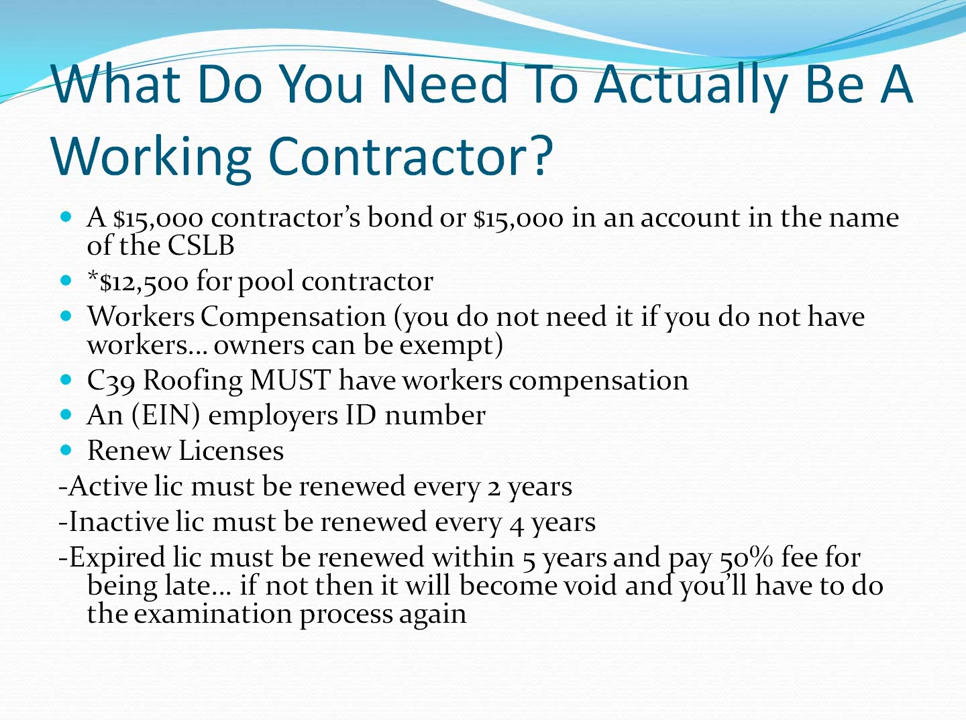 What Do You Need To Actually Be A
Working Contractor?
• A $15,000 contractor’s bond or $15,000 in an account in the name
of the CSLB
• *$12,500 for pool contractor
• Workers Compensation (you do not need it if you do not have
workers… owners can be exempt)
• C39 Roofing MUST have workers compensation
• An (EIN) employers ID number
• Renew Licenses
-Active lic must be renewed every 2 years
-Inactive lic must be renewed every 4 years
-Expired lic must be renewed within 5 years and pay 50% fee for
being late… if not then it will become void and you’ll have to do
the examination process again